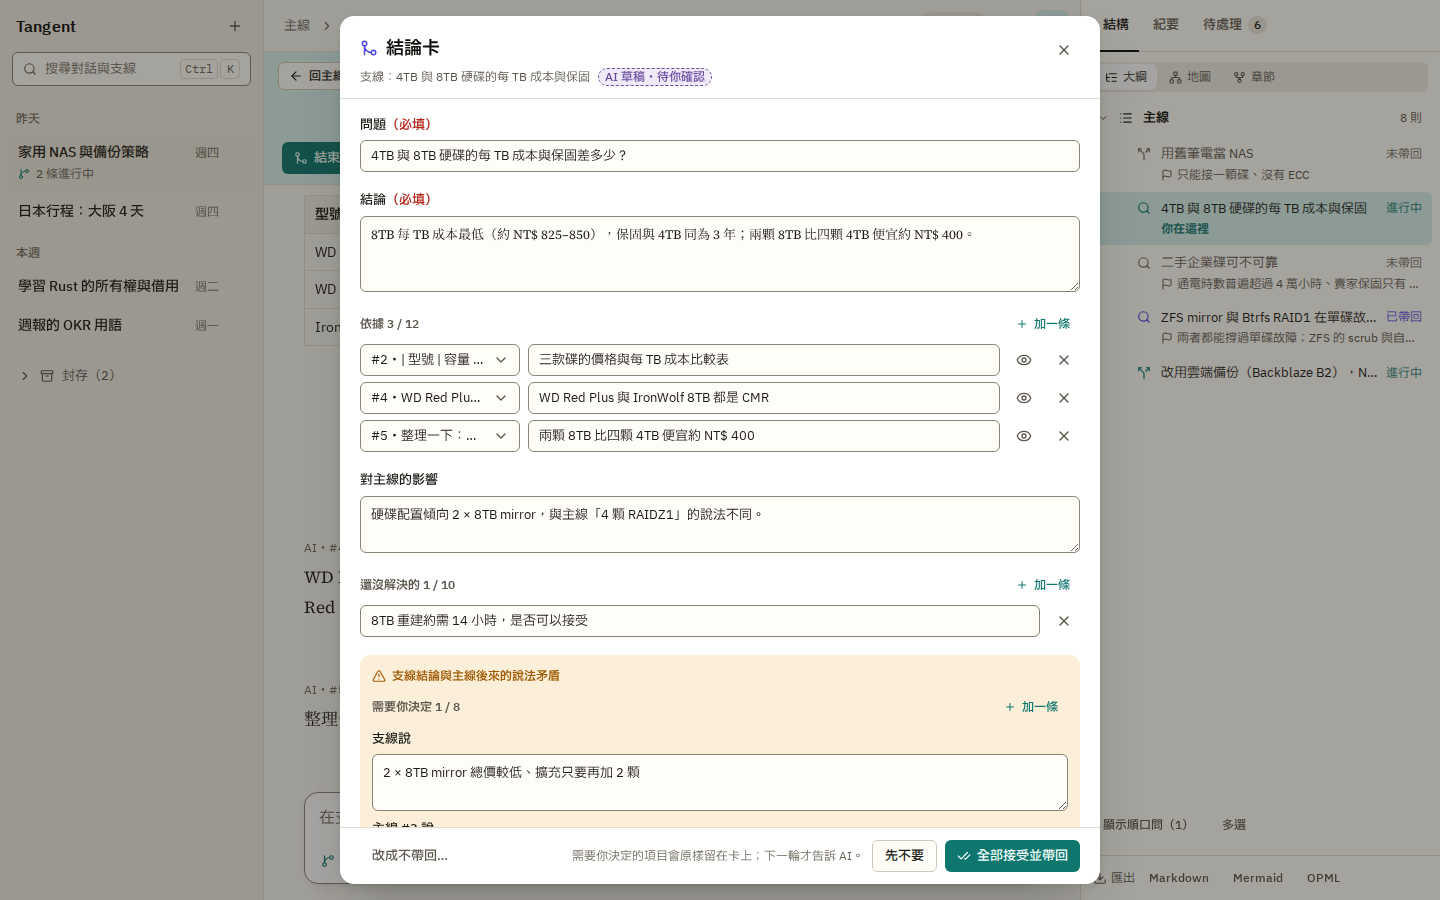 Tangent
搜尋對話與支線 Ctrl K
昨天
家用 NAS 與備份策略 週四
2 條進行中
日本行程：大阪 4 天 週四
本週
學習 Rust 的所有權與借用 週二
週報的 OKR 用語 週一
封存（2）
主線
回主線
結束
型號
WD
WD
Iron
AI・#4
WD
Red
AI・#5
整理
在支
結論卡
支線：4TB 與 8TB 硬碟的每 TB 成本與保固 AI 草稿・待你確認
問題（必填）
4TB 與 8TB 硬碟的每 TB 成本與保固差多少？
結論（必填）
8TB 每 TB 成本最低（約 NT$ 825–850），保固與 4TB 同為 3 年；兩顆 8TB 比四顆 4TB 便宜約 NT$ 400。
依據 3 / 12 加一條
#2・| 型號 | 容量 ... 三款碟的價格與每 TB 成本比較表
#4・WD Red Plu... WD Red Plus 與 IronWolf 8TB 都是 CMR
#5・整理一下：... 兩顆 8TB 比四顆 4TB 便宜約 NT$ 400
對主線的影響
硬碟配置傾向 2 × 8TB mirror，與主線「4 顆 RAIDZ1」的說法不同。
還沒解決的 1 / 10 加一條
8TB 重建約需 14 小時，是否可以接受
支線結論與主線後來的說法矛盾
需要你決定 1 / 8 加一條
支線說
2 × 8TB mirror 總價較低、擴充只要再加 2 顆
主線 #3 說
改成不帶回... 需要你決定的項目會原樣留在卡上；下一輪才告訴 AI。 先不要 全部接受並帶回
結構 紀要 待處理 6
大綱 地圖 章節
主線 8 則
用舊筆電當 NAS 未帶回
只能接一顆碟、沒有 ECC
4TB 與 8TB 硬碟的每 TB 成本與保固 進行中
你在這裡
二手企業碟可不可靠 未帶回
通電時數普遍超過 4 萬小時、賣家保固只有 ...
ZFS mirror 與 Btrfs RAID1 在單碟故... 已帶回
兩者都能撐過單碟故障；ZFS 的 scrub 與自...
改用雲端備份（Backblaze B2），N... 進行中
顯示順口問（1） 多選
匯出 Markdown Mermaid OPML